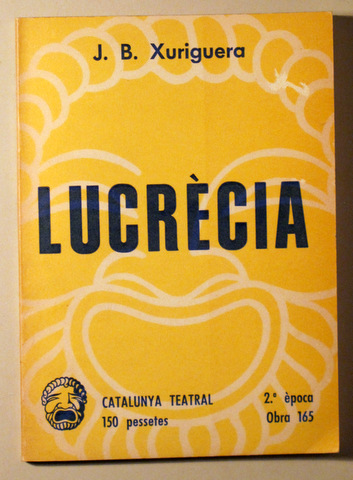 J. B. Xuriguera
LUCRÈCIA
CATALUNYA TEATRAL
150 pessetes
2.ª època
Obra 165